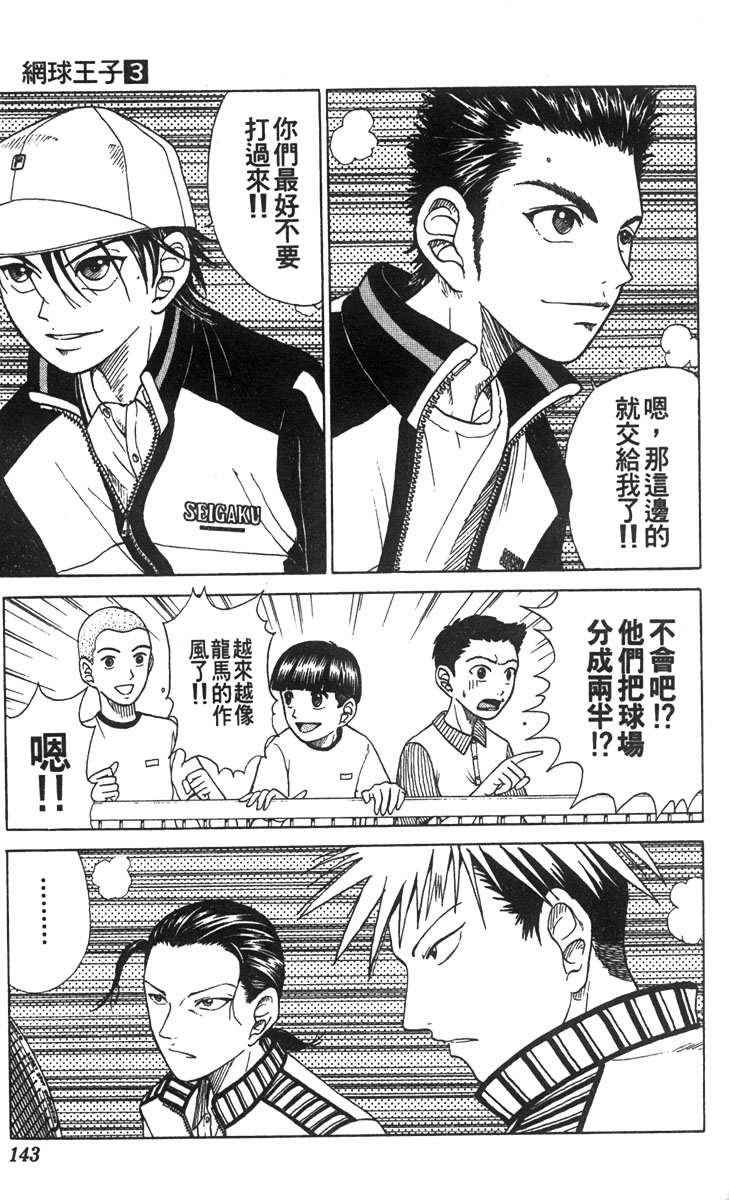 網球王子3
嗯，那這邊的
就交給我了!!
你們最好不要
打過來!!
SEIGAKU
不會吧!?
他們把球場
分成兩半!?
越來越像
龍馬的作
風了!!
嗯!!
………
143